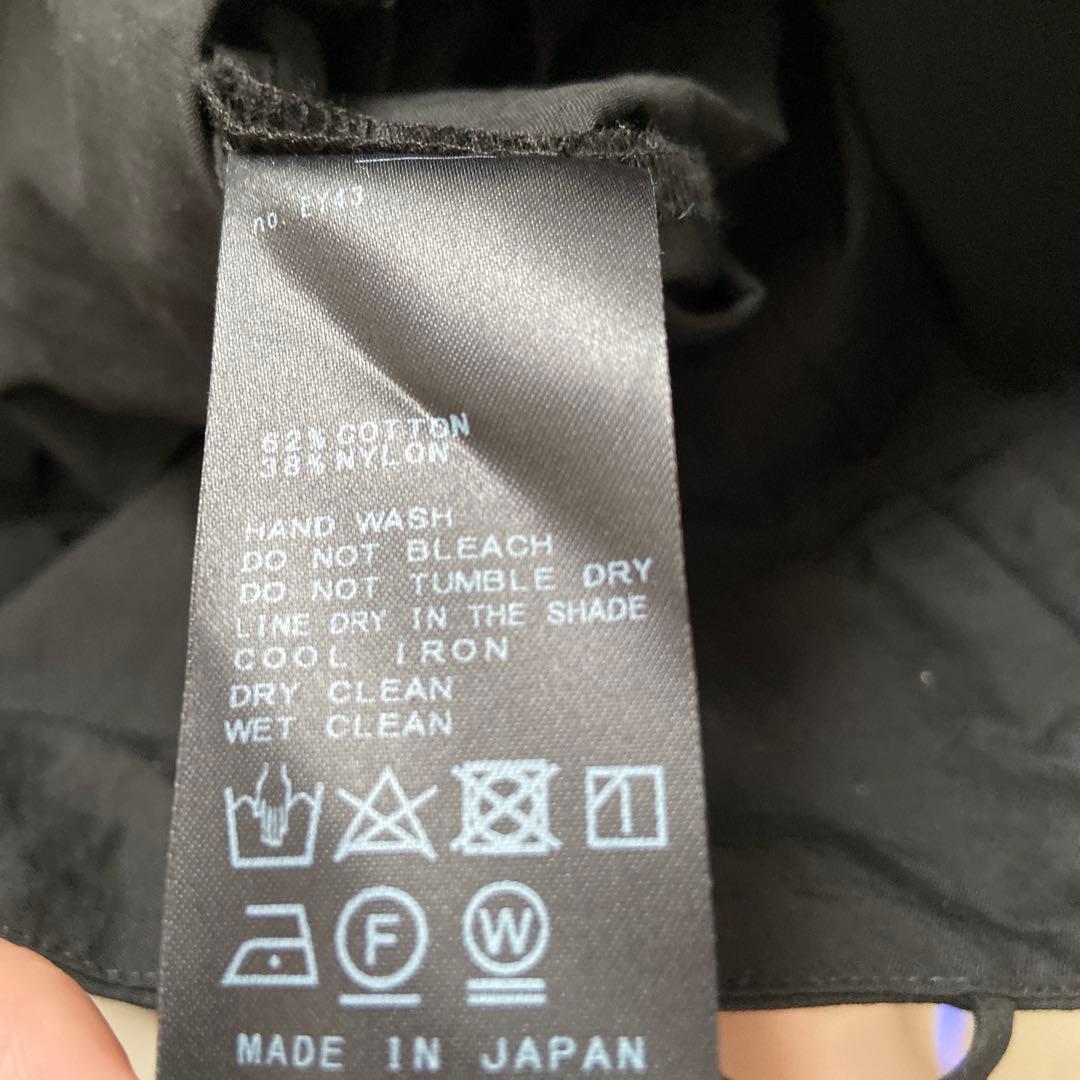 no. EY43
62% COTTON
38% NYLON
HAND WASH
DO NOT BLEACH
DO NOT TUMBLE DRY
LINE DRY IN THE SHADE
COOL IRON
DRY CLEAN
WET CLEAN
F W
MADE IN JAPAN